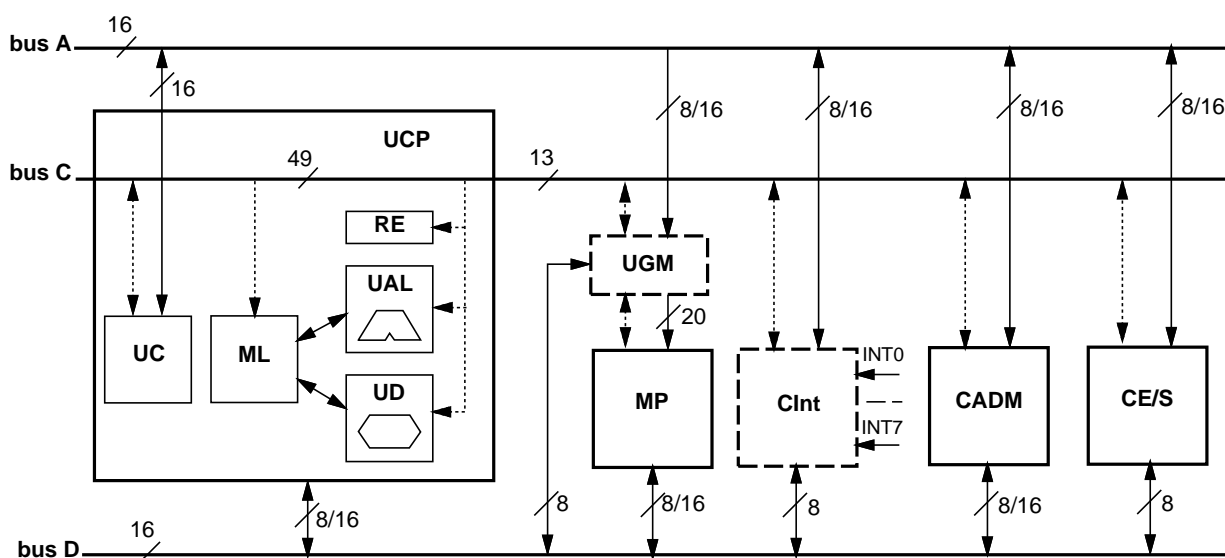 16
bus A
16
8/16
8/16
8/16
8/16
UCP
49
13
bus C
RE
UGM
UAL
20
UC
ML
INT0
UD
MP
CInt
CADM
CE/S
INT7
8/16
8
8/16
8
8/16
8
16
bus D